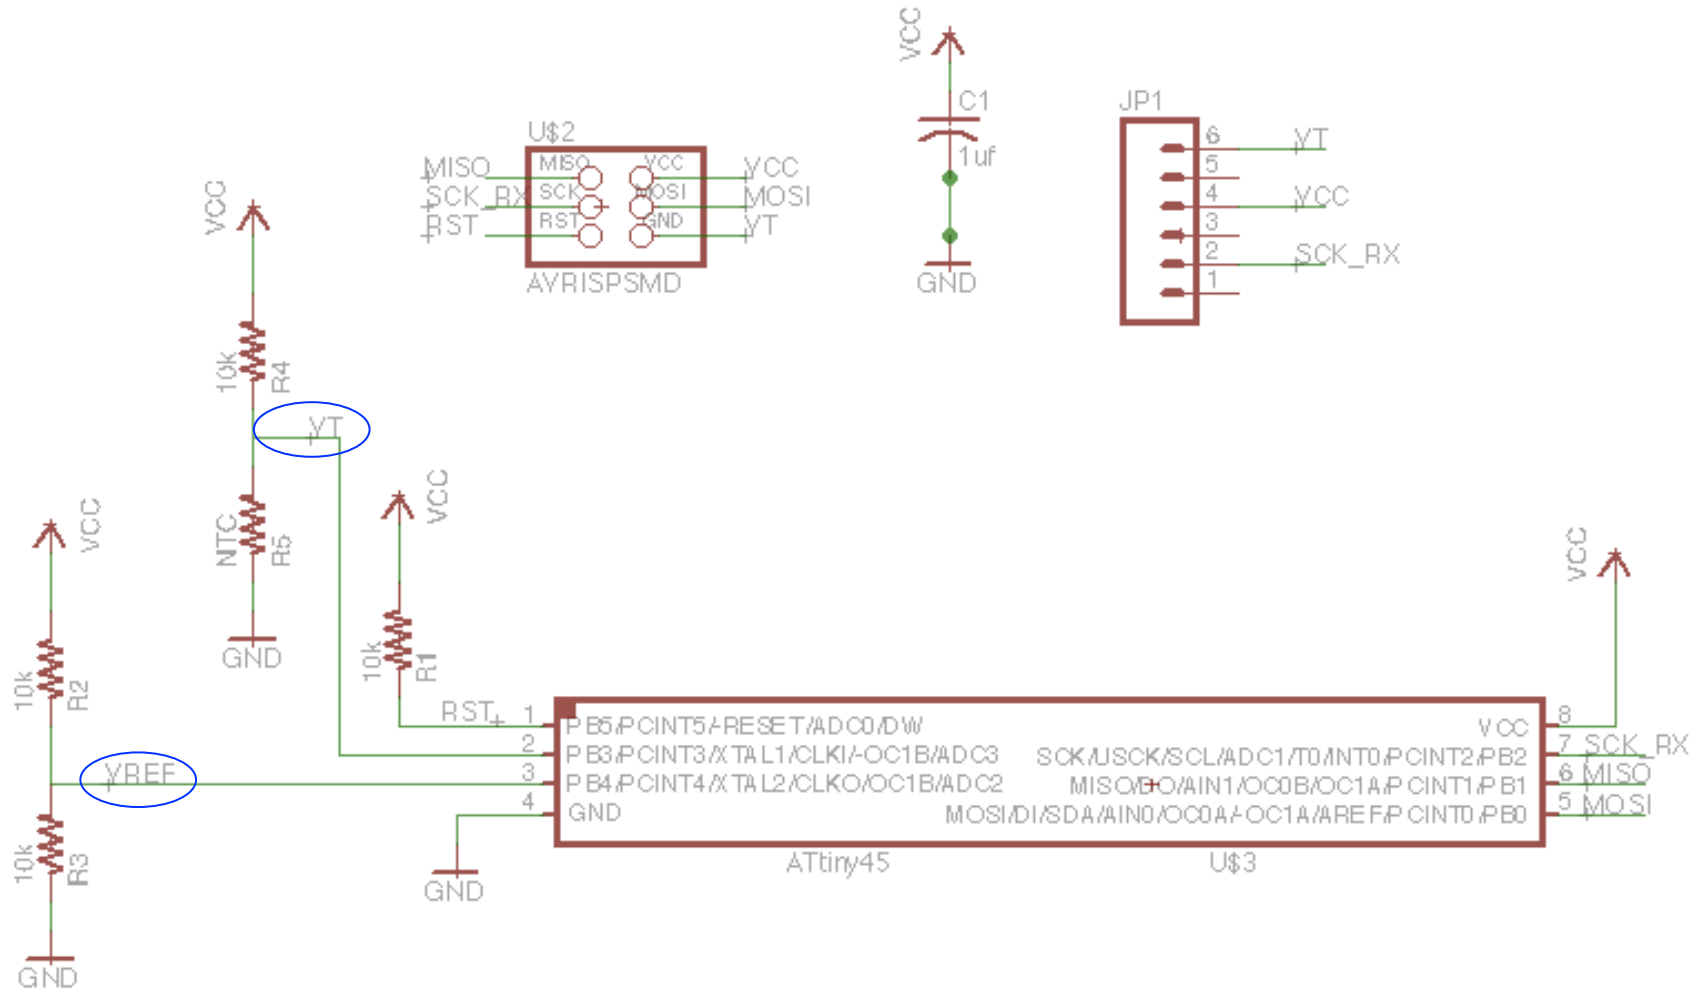 VCC
C1
1uf
GND
JP1
6 VT
5
4 VCC
3
2 SCK_RX
1
U$2
MISO MISO VCC VCC
SCK_RX SCK MOSI MOSI
RST RST GND VT
AVRISPSMD
VCC
10k R4
VT
NTC R5
GND
VCC
10k R1
RST
VCC
10k R2
VREF
10k R3
GND
1 PB5/PCINT5/-RESET/ADC0/DW
2 PB3/PCINT3/XTAL1/CLKI/-OC1B/ADC3
3 PB4/PCINT4/XTAL2/CLKO/OC1B/ADC2
4 GND
GND
VCC
VCC 8
SCK/USCK/SCL/ADC1/T0/INT0/PCINT2/PB2 7 SCK_RX
MISO/DO/AIN1/OC0B/OC1A/PCINT1/PB1 6 MISO
MOSI/DI/SDA/AIN0/OC0A/-OC1A/AREF/PCINT0/PB0 5 MOSI
ATtiny45
U$3